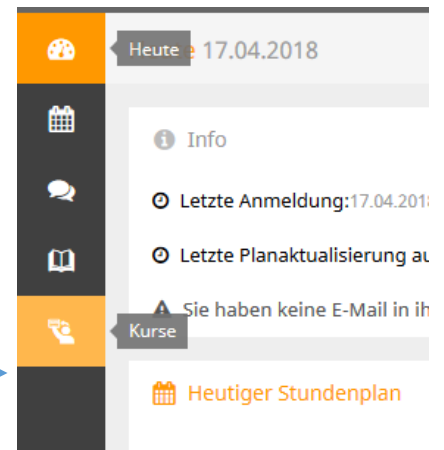 Heute 17.04.2018
Info
Letzte Anmeldung:17.04.2018
Letzte Planaktualisierung au
Sie haben keine E-Mail in ih
Kurse
Heutiger Stundenplan